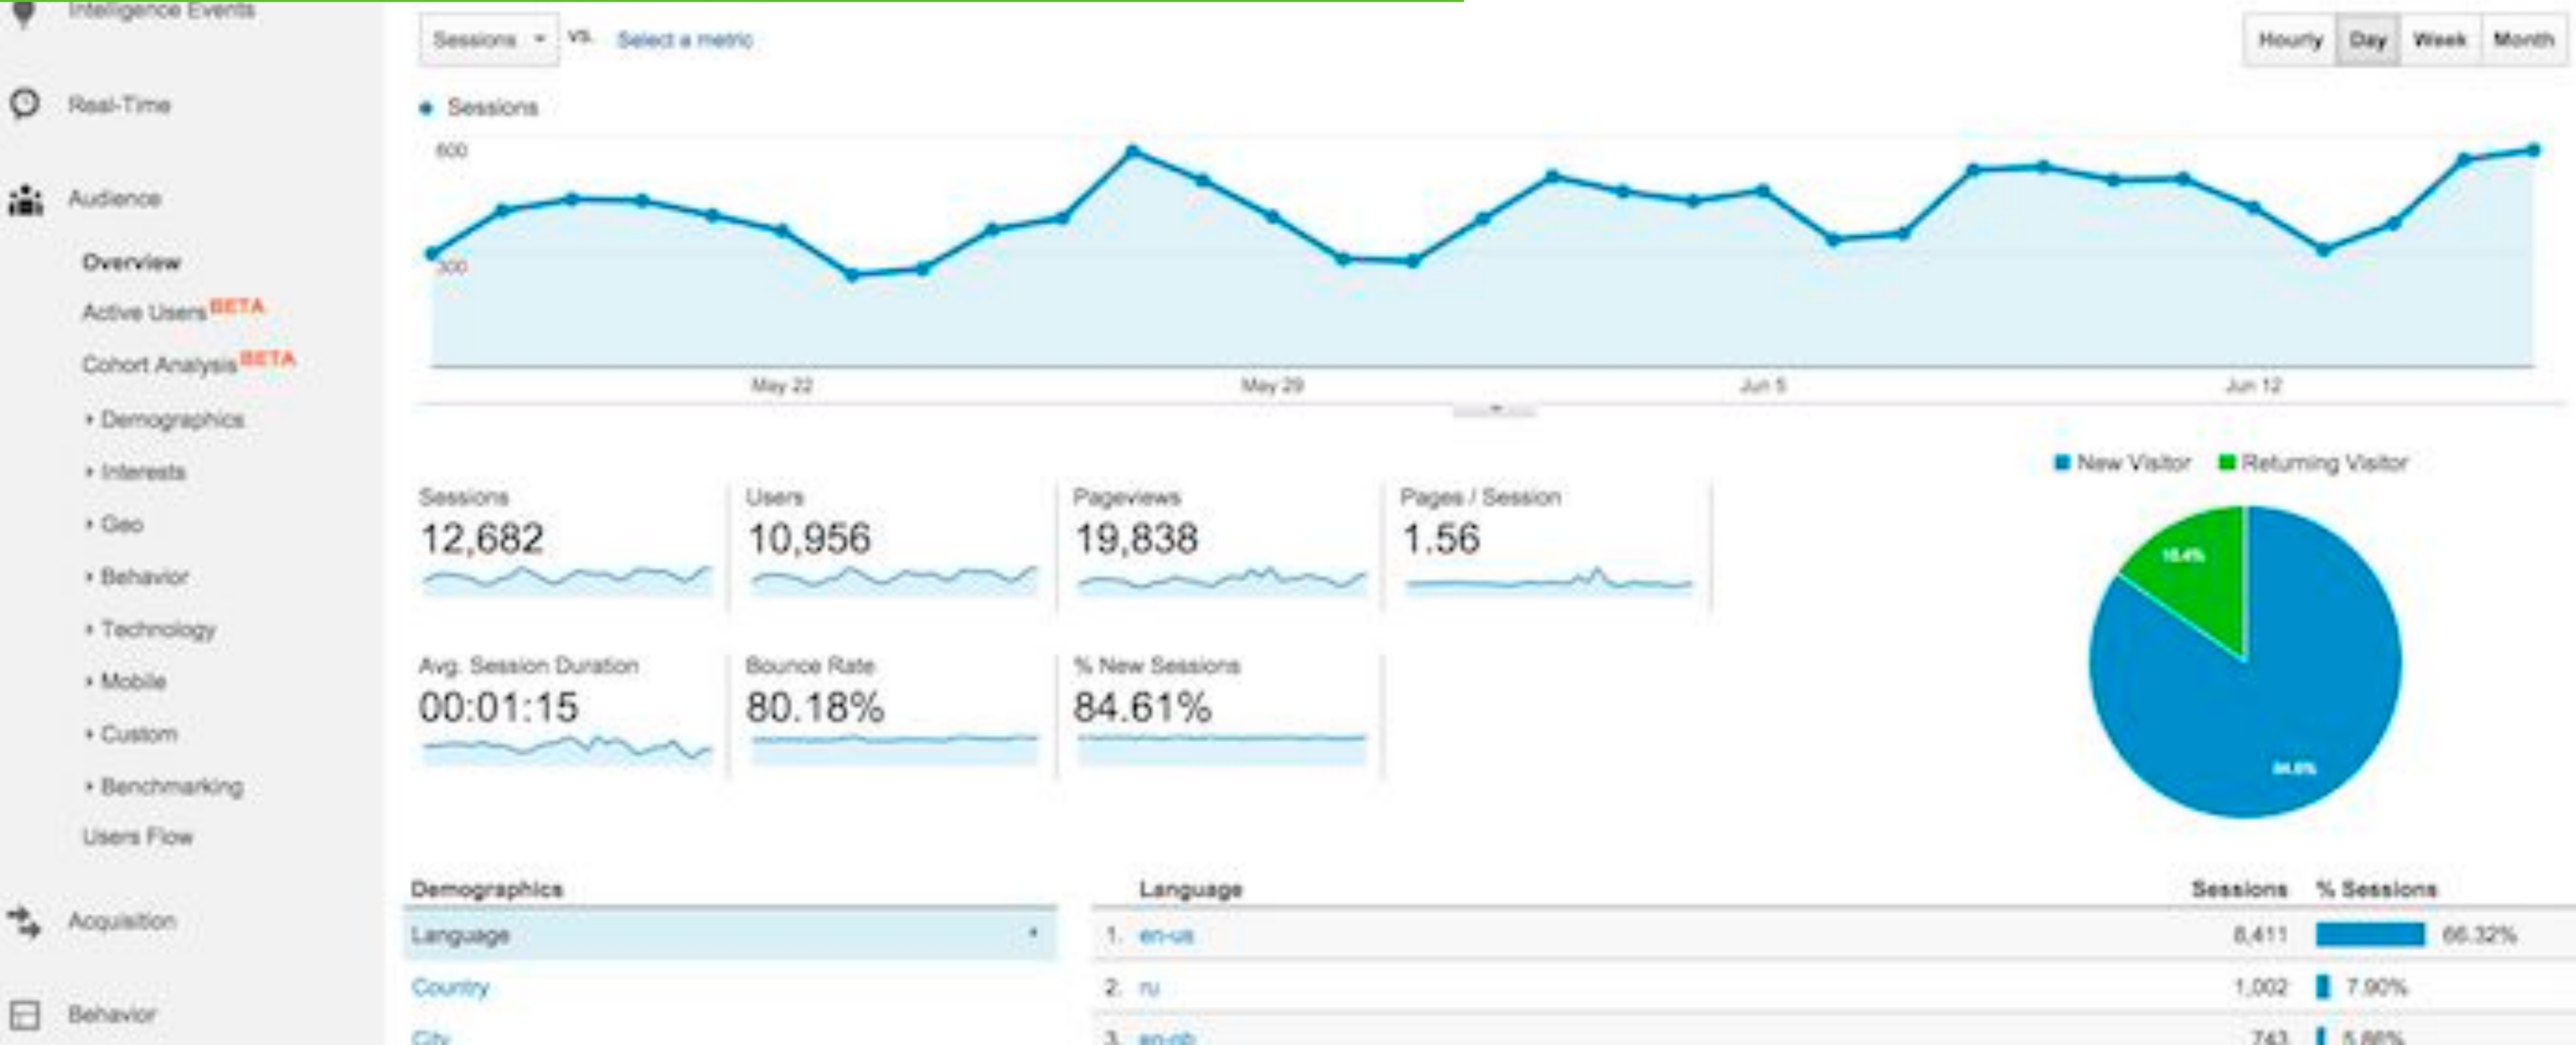 Intelligence Events
Real-Time
Audience
Overview
Active Users BETA
Cohort Analysis BETA
Demographics
Interests
Geo
Behavior
Technology
Mobile
Custom
Benchmarking
Users Flow
Acquisition
Behavior
Sessions VS. Select a metric
Hourly Day Week Month
Sessions
600
300
May 22 May 29 Jun 5 Jun 12
New Visitor Returning Visitor
15.4%
84.6%
Sessions Users Pageviews Pages / Session
12,682 10,956 19,838 1.56
Avg. Session Duration Bounce Rate % New Sessions
00:01:15 80.18% 84.61%
Demographics
Language
Country
City
Language Sessions % Sessions
1. en-us 8,411 66.32%
2. ru 1,002 7.90%
3. en-gb 743 5.86%